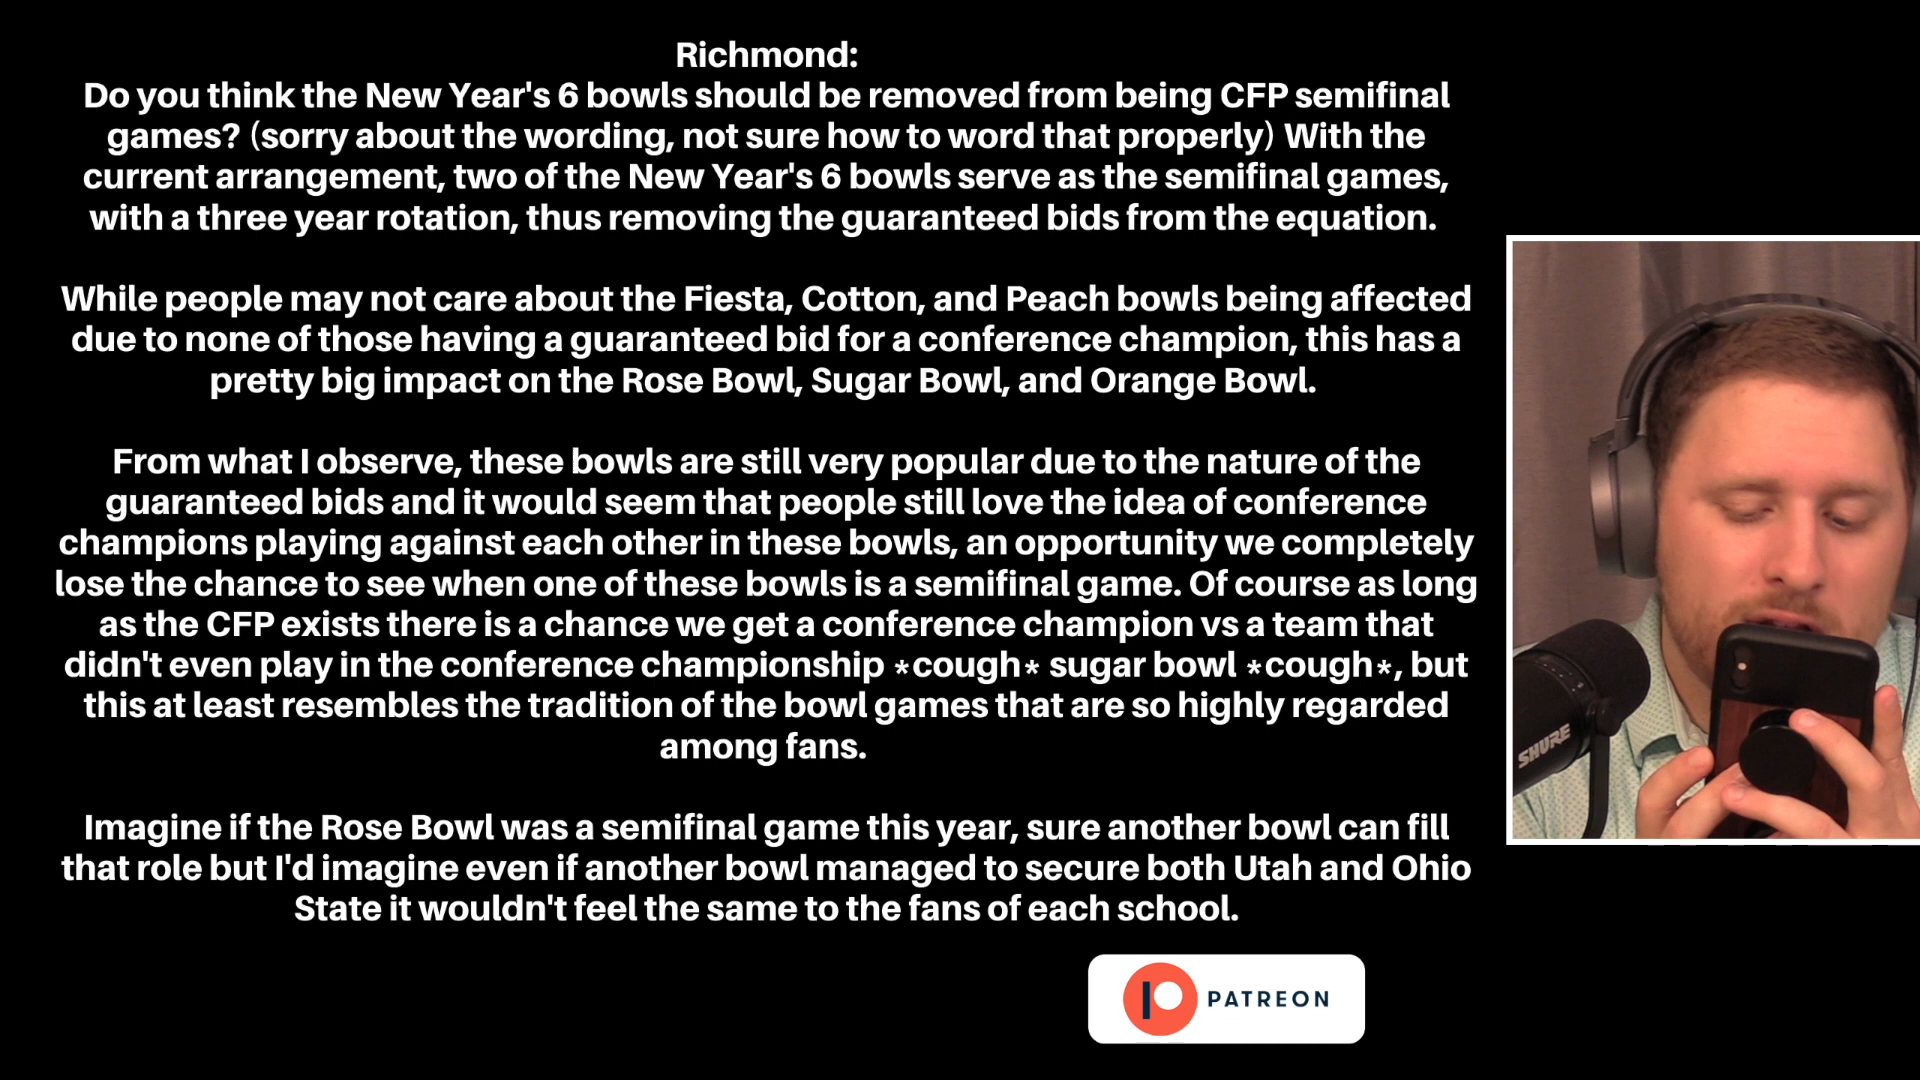 Richmond:
Do you think the New Year's 6 bowls should be removed from being CFP semifinal
games? (sorry about the wording, not sure how to word that properly) With the
current arrangement, two of the New Year's 6 bowls serve as the semifinal games,
with a three year rotation, thus removing the guaranteed bids from the equation.
While people may not care about the Fiesta, Cotton, and Peach bowls being affected
due to none of those having a guaranteed bid for a conference champion, this has a
pretty big impact on the Rose Bowl, Sugar Bowl, and Orange Bowl.
From what I observe, these bowls are still very popular due to the nature of the
guaranteed bids and it would seem that people still love the idea of conference
champions playing against each other in these bowls, an opportunity we completely
lose the chance to see when one of these bowls is a semifinal game. Of course as long
as the CFP exists there is a chance we get a conference champion vs a team that
didn't even play in the conference championship *cough* sugar bowl *cough*, but
this at least resembles the tradition of the bowl games that are so highly regarded
among fans.
Imagine if the Rose Bowl was a semifinal game this year, sure another bowl can fill
that role but I'd imagine even if another bowl managed to secure both Utah and Ohio
State it wouldn't feel the same to the fans of each school.
SHURE
PATREON